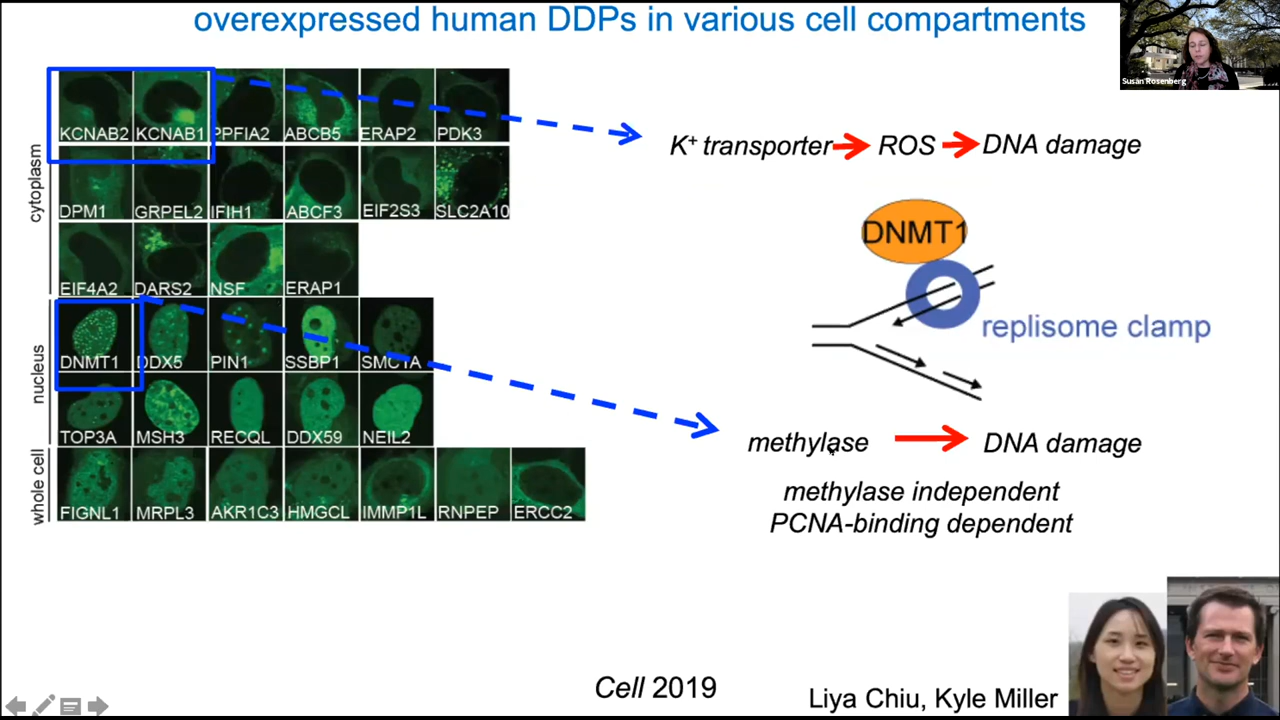 overexpressed human DDPs in various cell compartments
Susan Rosenberg
cytoplasm
KCNAB2 KCNAB1 PPFIA2 ABCB5 ERAP2 PDK3
DPM1 GRPEL2 IFIH1 ABCF3 EIF2S3 SLC2A10
EIF4A2 DARS2 NSF ERAP1
nucleus
DNMT1 DDX5 PIN1 SSBP1 SMC1A
TOP3A MSH3 RECQL DDX59 NEIL2
whole cell
FIGNL1 MRPL3 AKR1C3 HMGCL IMMP1L RNPEP ERCC2
K+ transporter ROS DNA damage
DNMT1
replisome clamp
methylase DNA damage
methylase independent
PCNA-binding dependent
Cell 2019
Liya Chiu, Kyle Miller